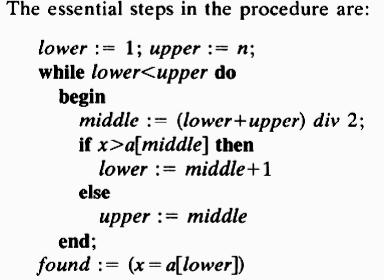 The essential steps in the procedure are:
lower := 1; upper := n;
while lower<upper do
begin
middle := (lower+upper) div 2;
if x>a[middle] then
lower := middle+1
else
upper := middle
end;
found := (x=a[lower])